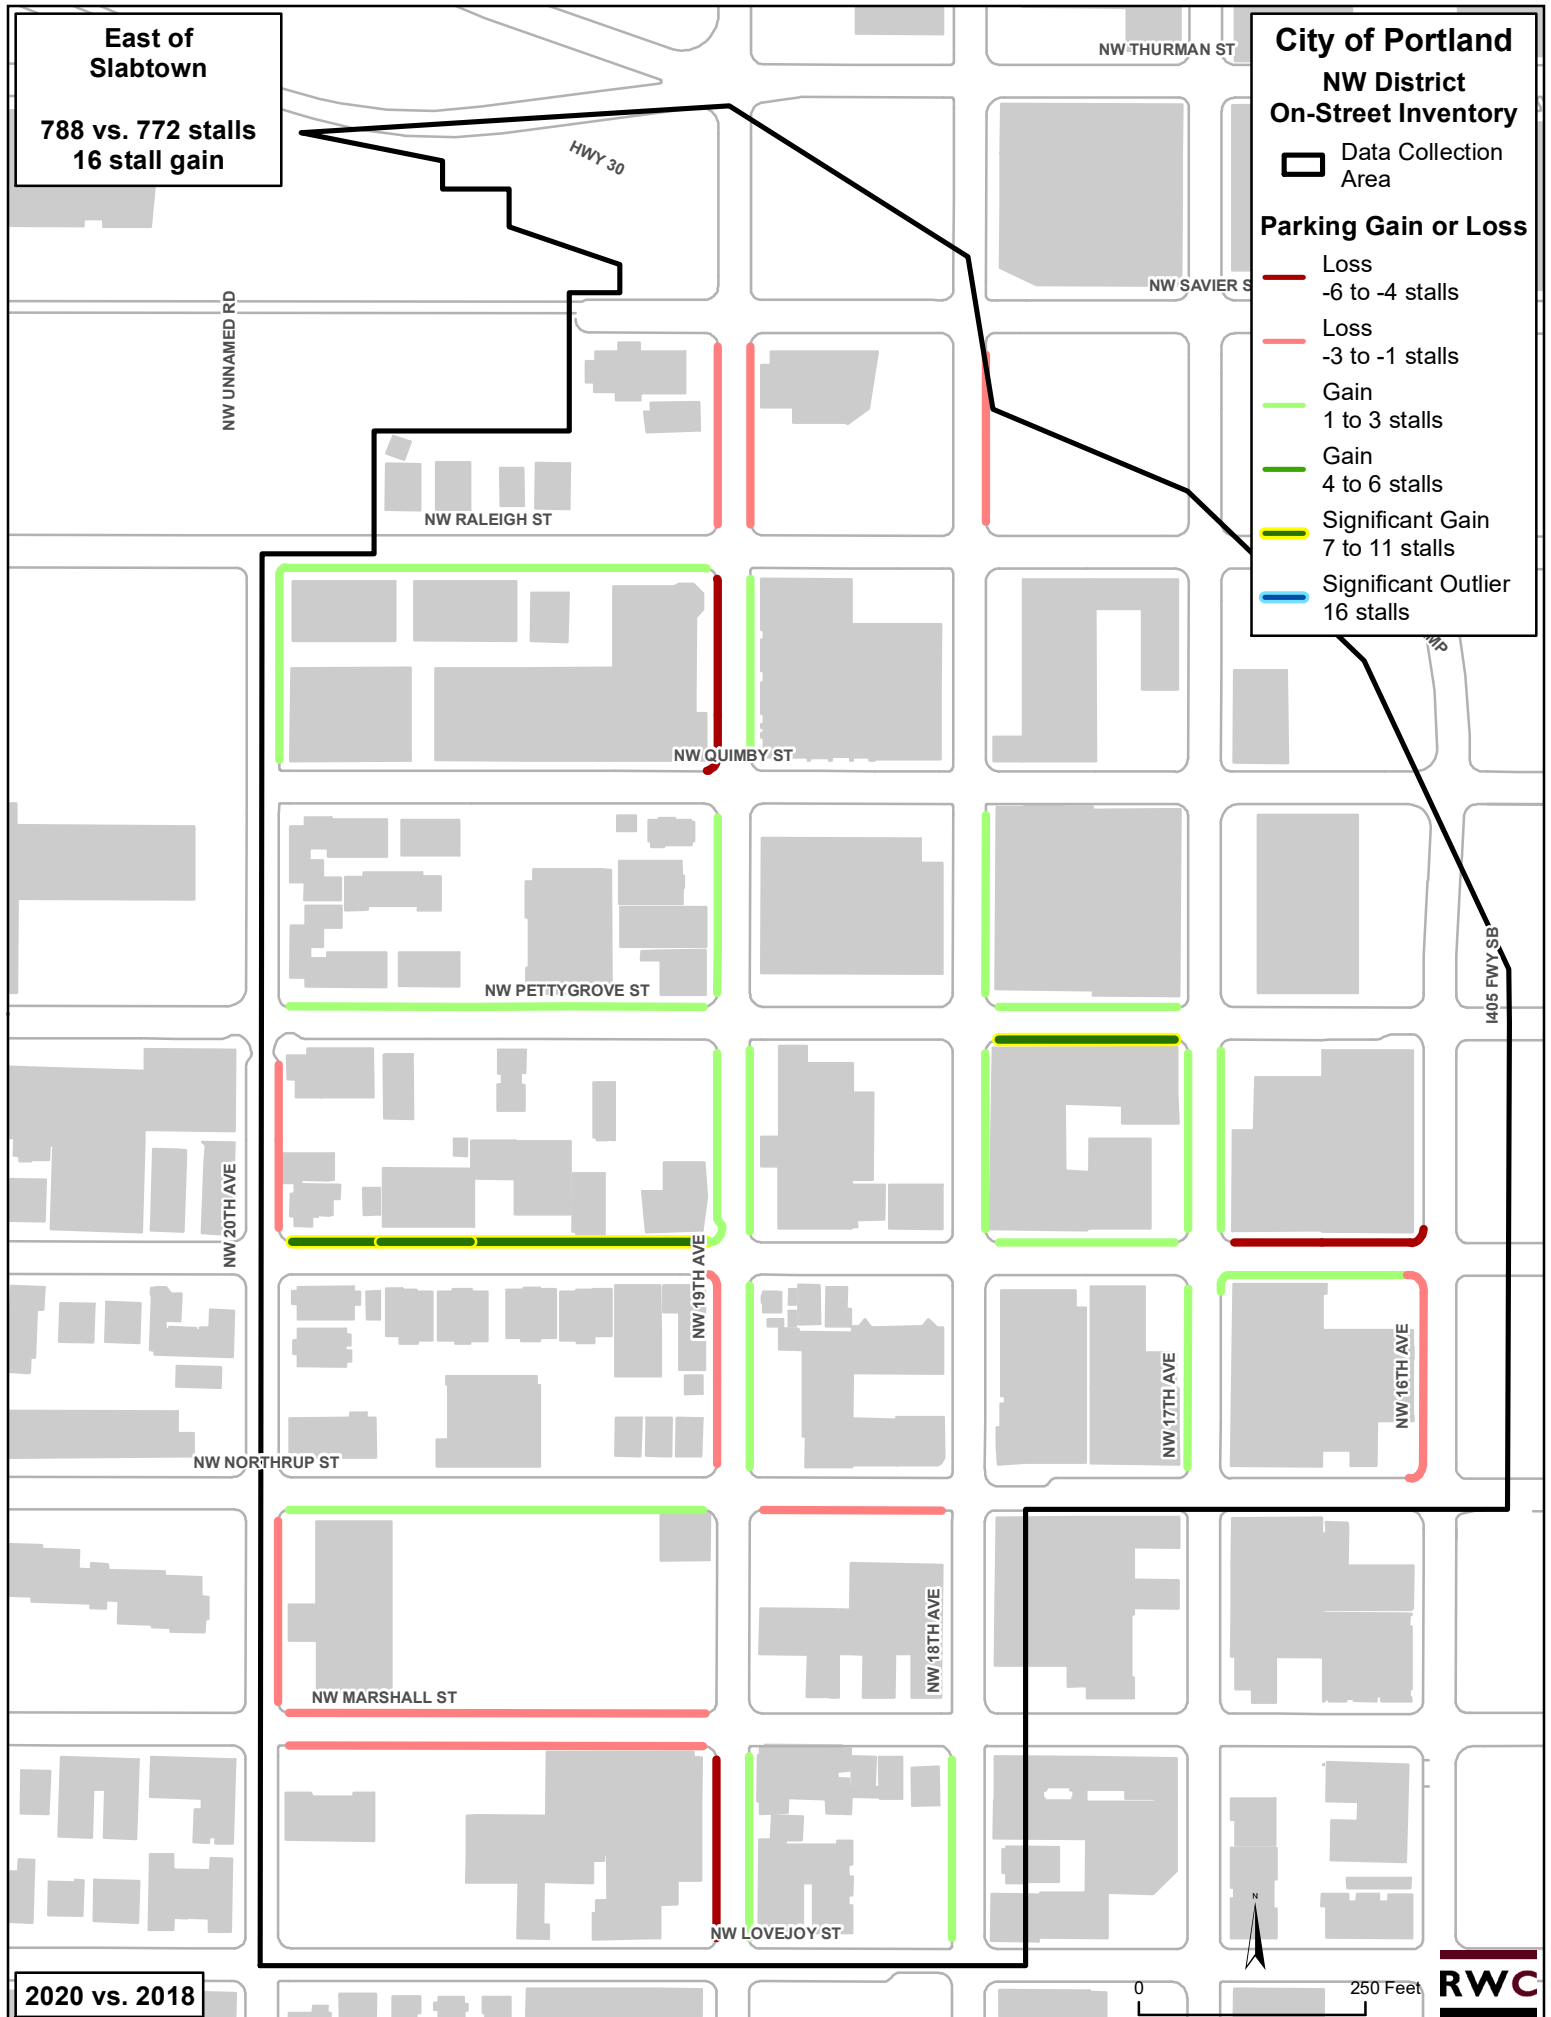 East of
Slabtown
788 vs. 772 stalls
16 stall gain
City of Portland
NW District
On-Street Inventory
Data Collection
Area
Parking Gain or Loss
Loss
-6 to -4 stalls
Loss
-3 to -1 stalls
Gain
1 to 3 stalls
Gain
4 to 6 stalls
Significant Gain
7 to 11 stalls
Significant Outlier
16 stalls
NW THURMAN ST
HWY 30
NW SAVIER S
NW UNNAMED RD
NW RALEIGH ST
MP
NW QUIMBY ST
I405 FWY SB
NW PETTYGROVE ST
NW 20TH AVE
NW 19TH AVE
NW 17TH AVE
NW 16TH AVE
NW NORTHRUP ST
NW 18TH AVE
NW MARSHALL ST
NW LOVEJOY ST
N
2020 vs. 2018
0 250 Feet
RWC